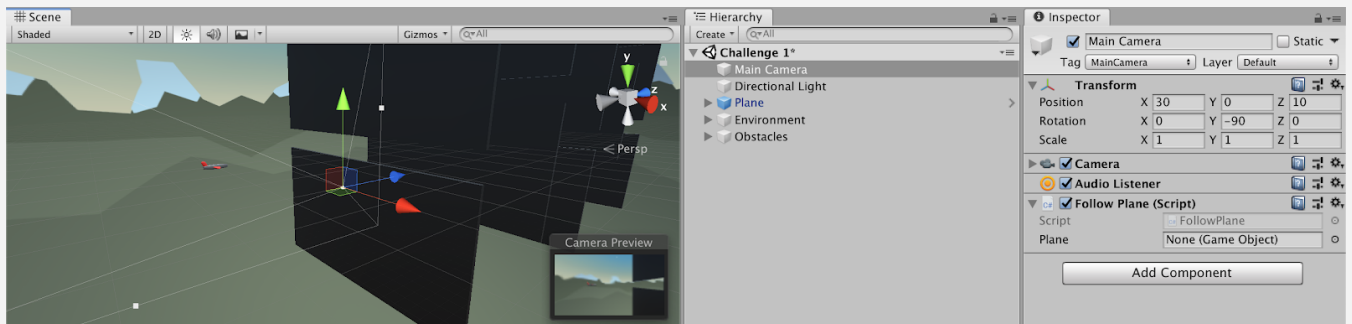 Scene
Shaded 2D Gizmos All
y
z
x
Persp
Camera Preview
Hierarchy
Create All
Challenge 1*
Main Camera
Directional Light
Plane
Environment
Obstacles
Inspector
Main Camera Static
Tag MainCamera Layer Default
Transform
Position X 30 Y 0 Z 10
Rotation X 0 Y -90 Z 0
Scale X 1 Y 1 Z 1
Camera
Audio Listener
Follow Plane (Script)
Script FollowPlane
Plane None (Game Object)
Add Component